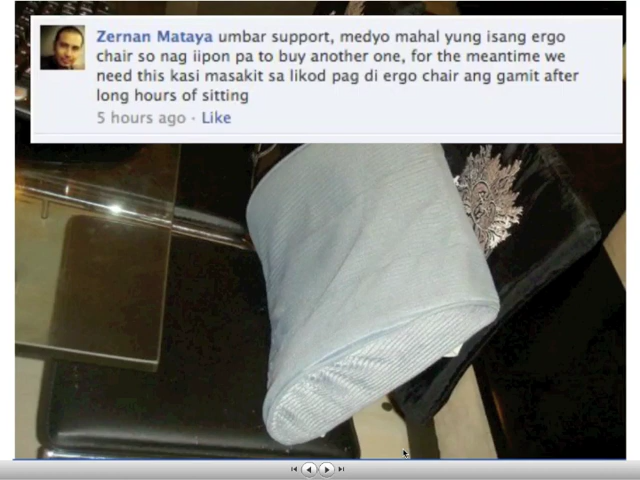 Zernan Mataya umbar support, medyo mahal yung isang ergo
chair so nag iipon pa to buy another one, for the meantime we
need this kasi masakit sa likod pag di ergo chair ang gamit after
long hours of sitting
5 hours ago · Like